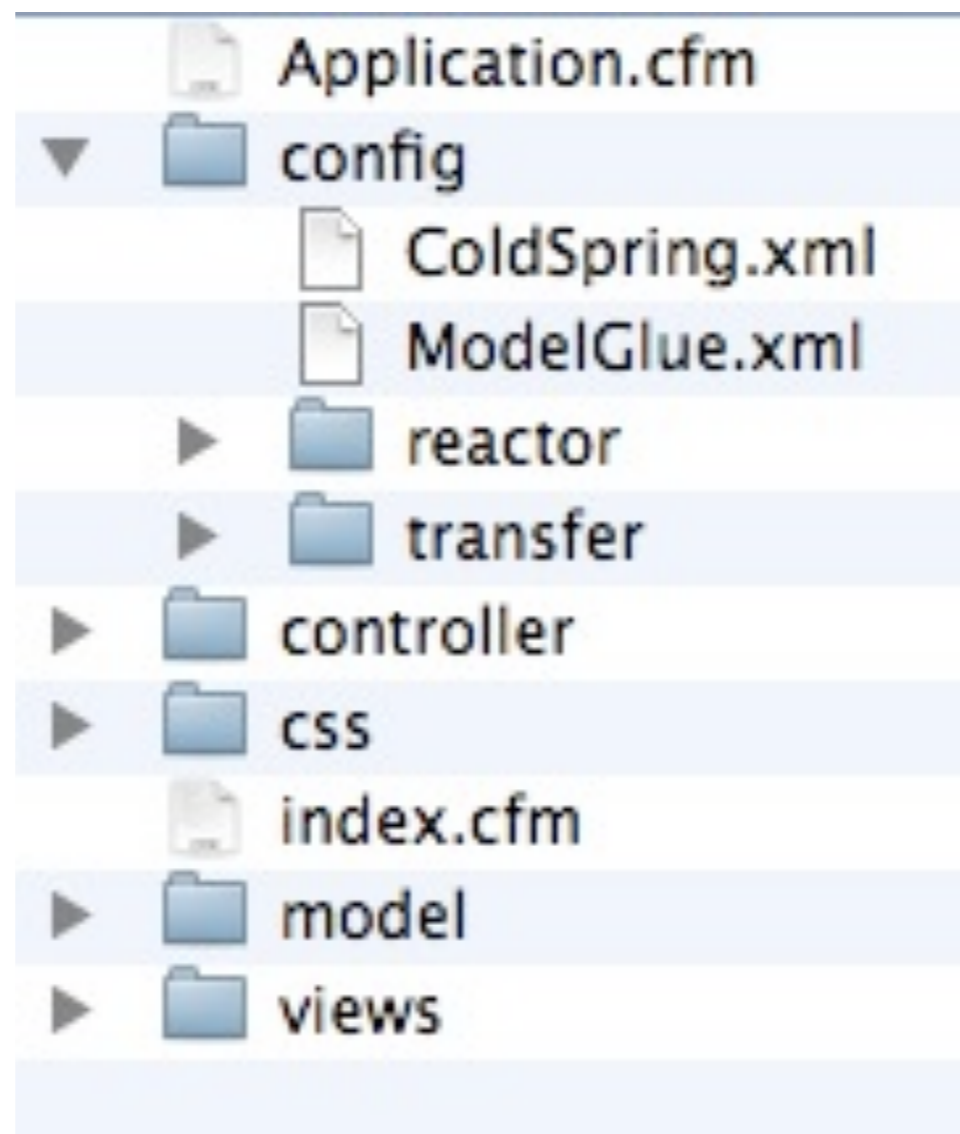 Application.cfm
config
ColdSpring.xml
ModelGlue.xml
reactor
transfer
controller
css
index.cfm
model
views